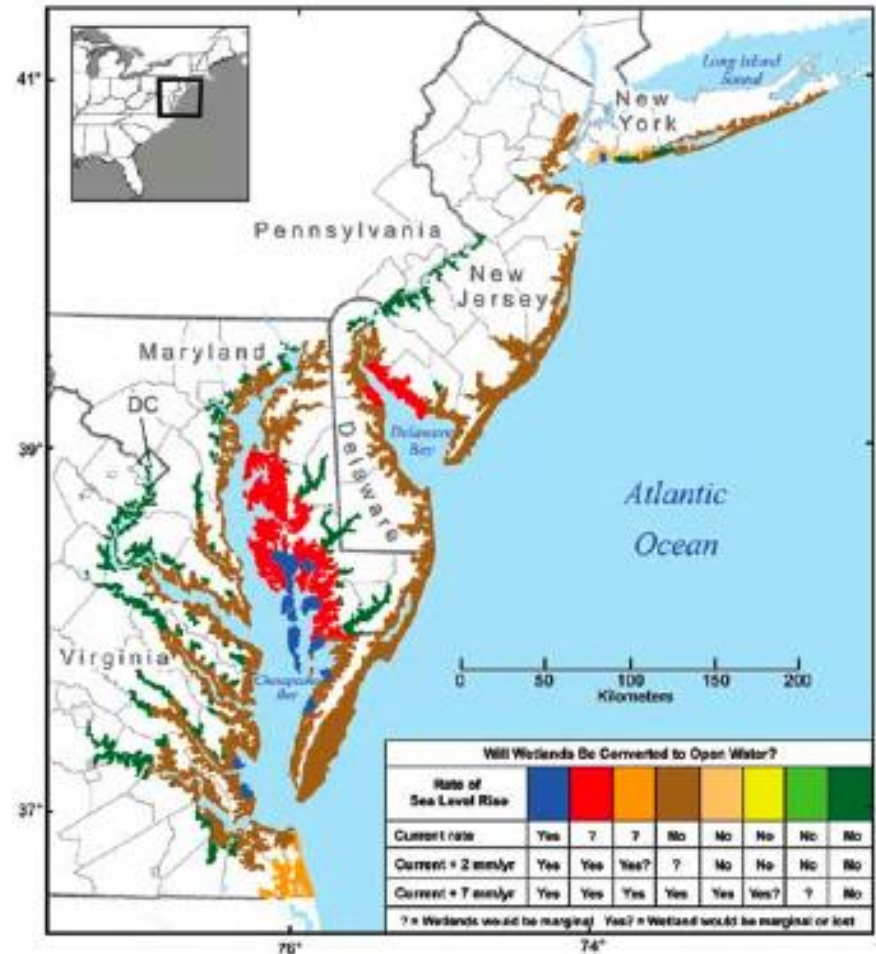 41°
Long Island
Sound
New
York
Pennsylvania
New
Jersey
Maryland
DC
39°
Delaware
Bay
Delaware
Atlantic
Ocean
Virginia
Chesapeake
Bay
0 50 100 150 200
Kilometers
37°
Will Wetlands Be Converted to Open Water?
Rate of
Sea Level Rise
Current rate Yes ? ? No No No No No
Current + 2 mm/yr Yes Yes Yes? ? No No No No
Current + 7 mm/yr Yes Yes Yes Yes Yes Yes? ? No
? = Wetlands would be marginal Yes? = Wetland would be marginal or lost
76° 74°